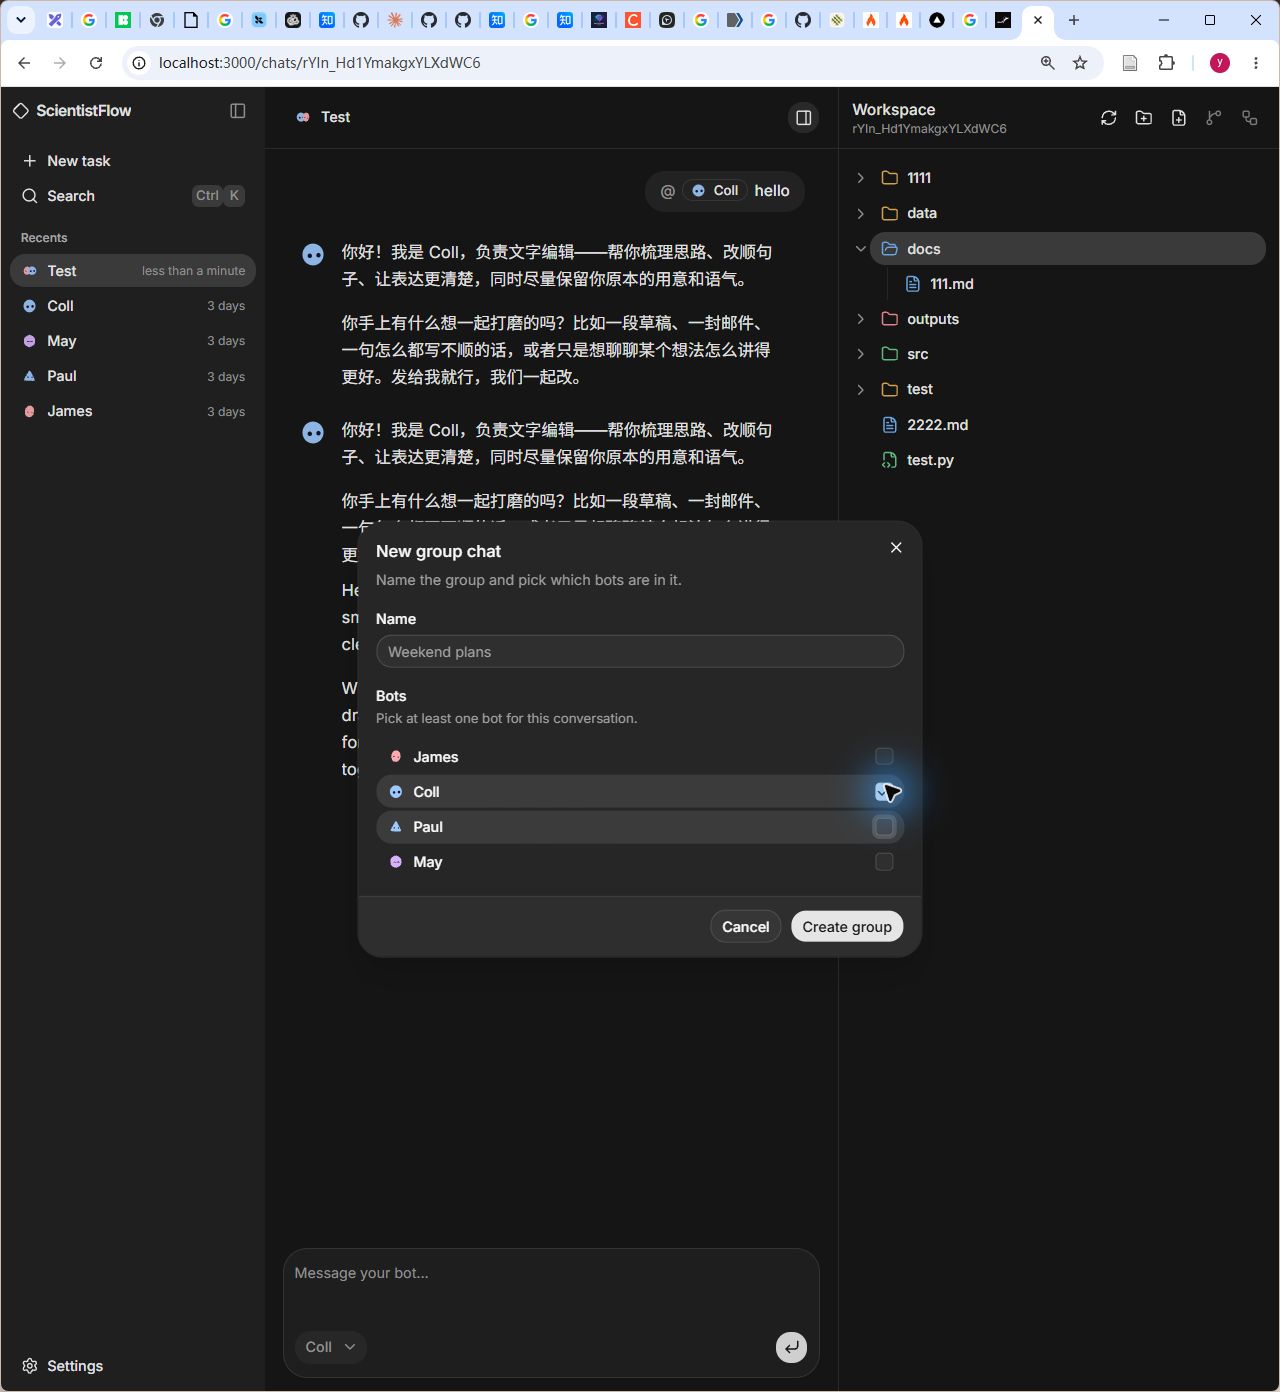 localhost:3000/chats/rYIn_Hd1YmakgxYLXdWC6
y
ScientistFlow
New task
Search Ctrl K
Recents
Test less than a minute
Coll 3 days
May 3 days
Paul 3 days
James 3 days
Settings
Test
@ Coll hello
你好！我是 Coll，负责文字编辑——帮你梳理思路、改顺句
子、让表达更清楚，同时尽量保留你原本的用意和语气。
你手上有什么想一起打磨的吗？比如一段草稿、一封邮件、
一句怎么都写不顺的话，或者只是想聊聊某个想法怎么讲得
更好。发给我就行，我们一起改。
你好！我是 Coll，负责文字编辑——帮你梳理思路、改顺句
子、让表达更清楚，同时尽量保留你原本的用意和语气。
你手上有什么想一起打磨的吗？比如一段草稿、一封邮件、
更
He
sm
cle
W
dr
for
tog
New group chat
Name the group and pick which bots are in it.
Name
Weekend plans
Bots
Pick at least one bot for this conversation.
James
Coll
Paul
May
Cancel
Create group
Message your bot...
Coll
Workspace
rYIn_Hd1YmakgxYLXdWC6
1111
data
docs
111.md
outputs
src
test
2222.md
test.py